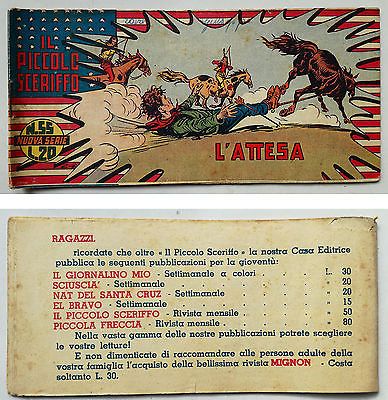 IL
PICCOLO
SCERIFFO
N.55
NUOVA SERIE
L.20
L'ATTESA
RAGAZZI.
ricordate che oltre « Il Piccolo Sceriffo » la nostra Casa Editrice
pubblica le seguenti pubblicazioni per la gioventù:
IL GIORNALINO MIO - Settimanale a colori . L. 30
SCIUSCIA' - Settimanale . . . . » 20
NAT DEL SANTA CRUZ - Settimanale . . » 20
EL BRAVO - Settimanale . . . . » 15
IL PICCOLO SCERIFFO - Rivista mensile . » 50
PICCOLA FRECCIA - Rivista mensile . . » 80
Nella vasta gamma delle nostre pubblicazioni potrete scegliere
le vostre letture!
E non dimenticate di raccomandare alle persone adulte della
vostra famiglia l'acquisto della bellissima rivista MIGNON - Costa
soltanto L. 30.